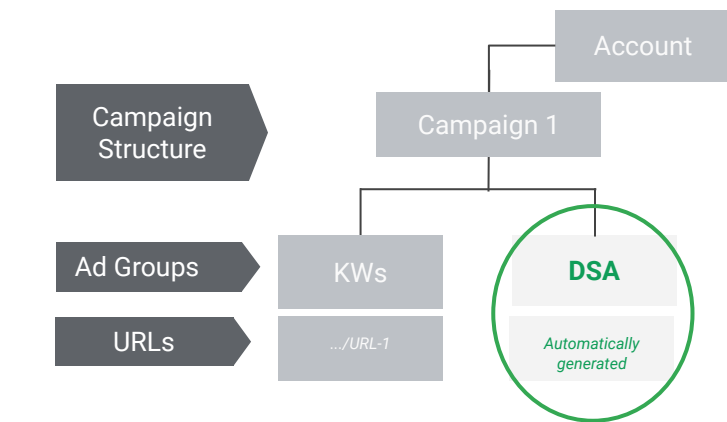 Account
Campaign
Structure
Campaign 1
Ad Groups
KWs
DSA
URLs
.../URL-1
Automatically
generated